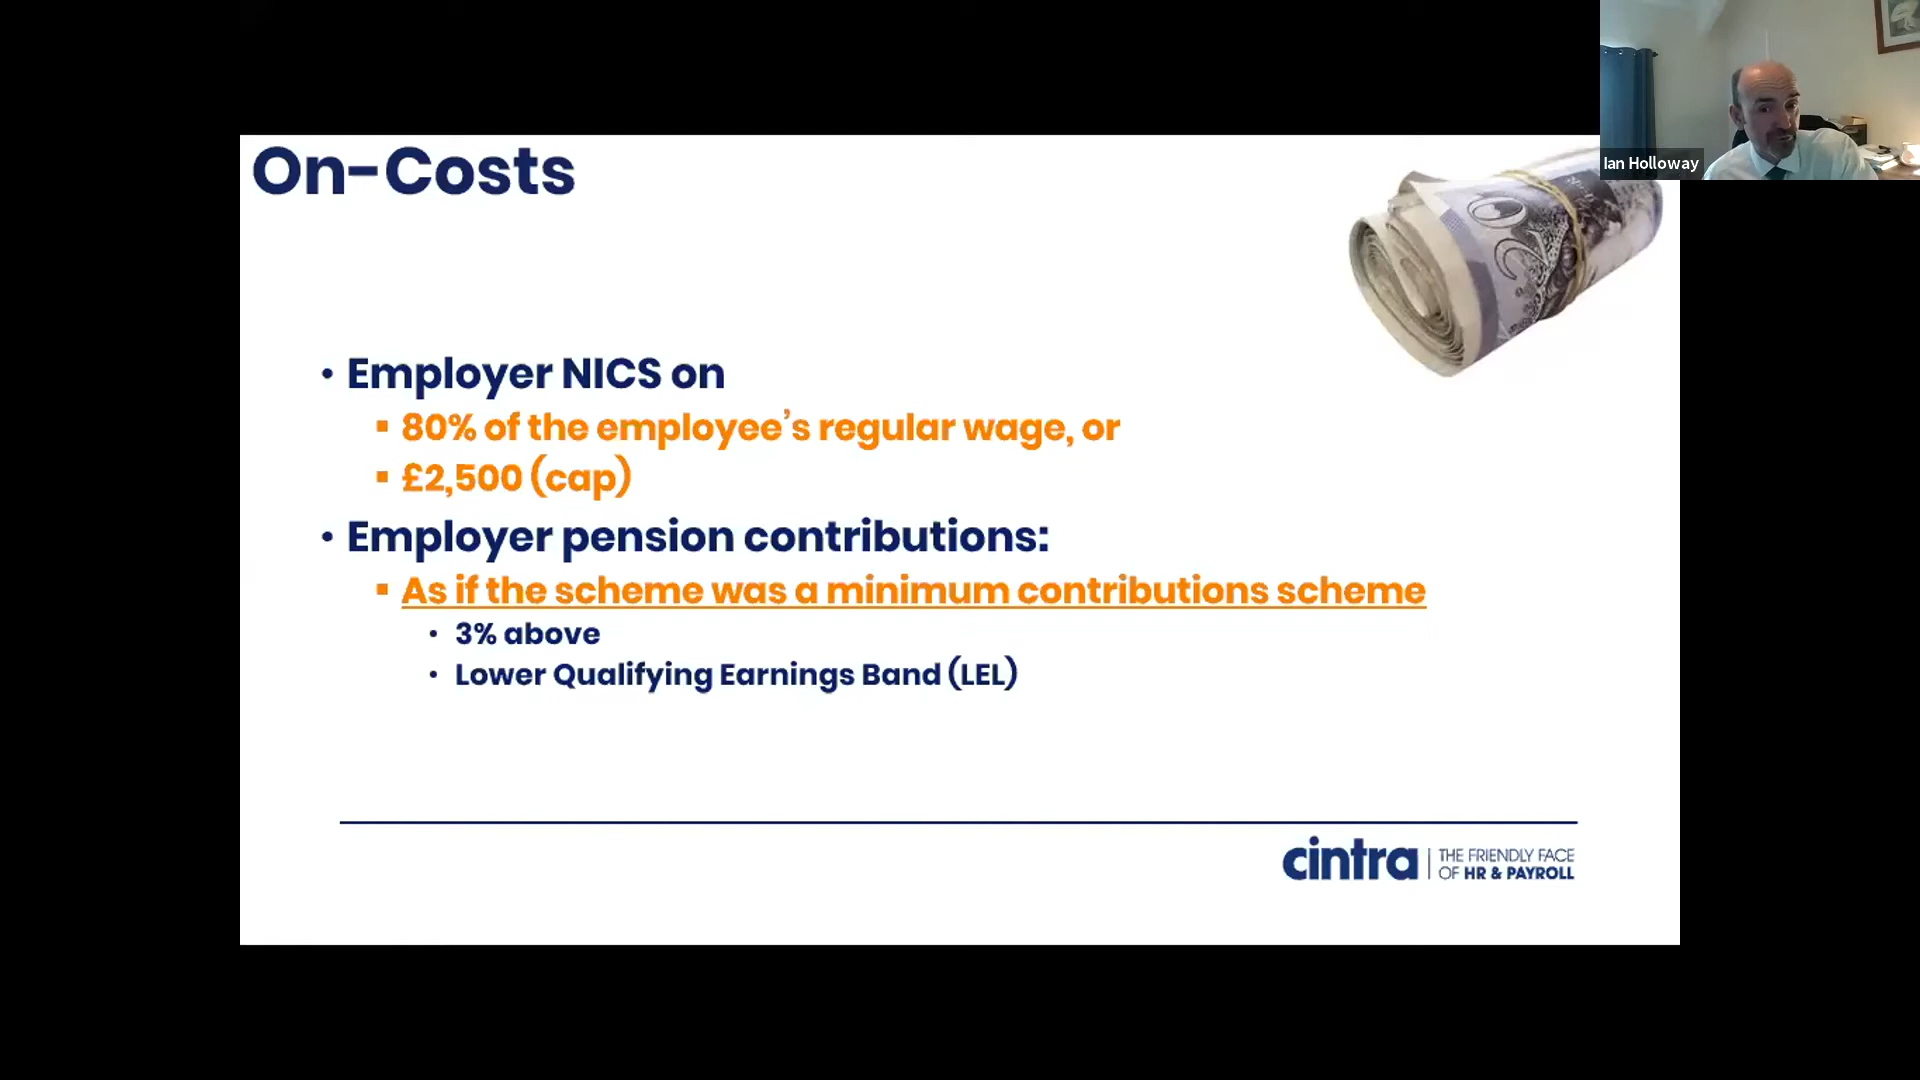 On-Costs
Ian Holloway
20
• Employer NICS on
▪ 80% of the employee's regular wage, or
▪ £2,500 (cap)
• Employer pension contributions:
▪ As if the scheme was a minimum contributions scheme
• 3% above
• Lower Qualifying Earnings Band (LEL)
cintra
THE FRIENDLY FACE
OF HR & PAYROLL